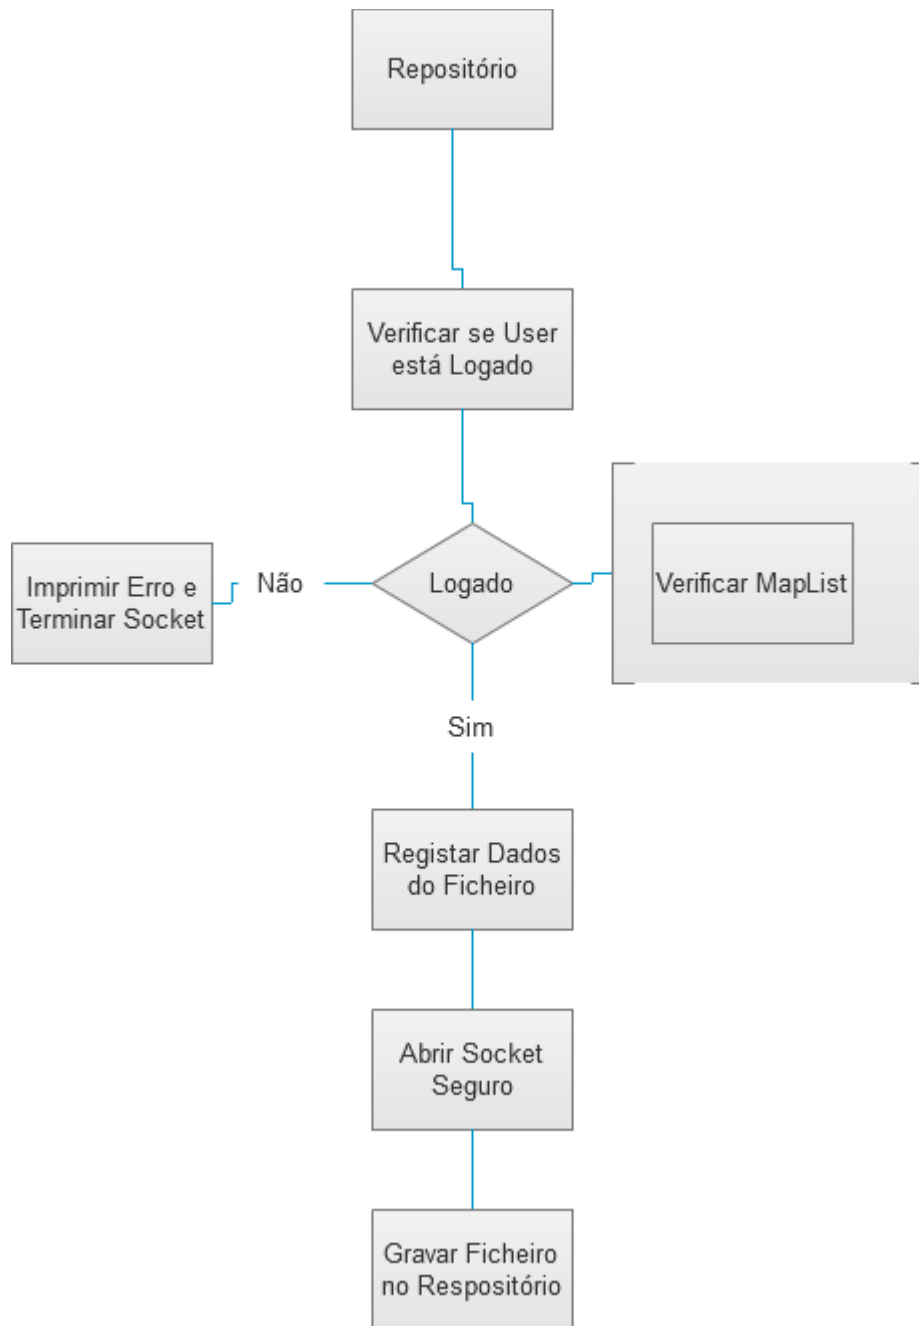 Repositório
Verificar se User
está Logado
Imprimir Erro e
Terminar Socket
Não
Logado
Verificar MapList
Sim
Registar Dados
do Ficheiro
Abrir Socket
Seguro
Gravar Ficheiro
no Respositório